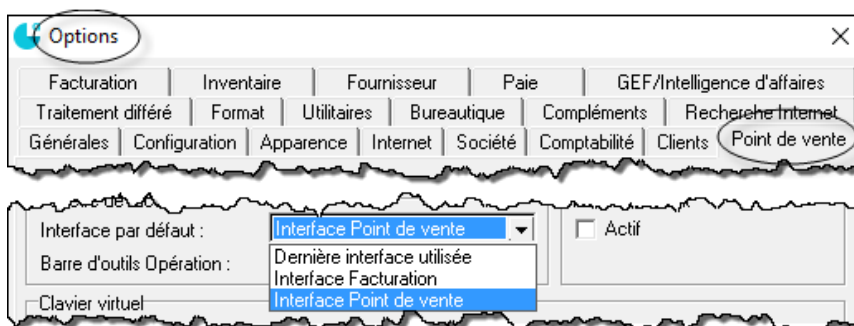 Options
Facturation Inventaire Fournisseur Paie GEF/Intelligence d'affaires
Traitement différé Format Utilitaires Bureautique Compléments Recherche Internet
Générales Configuration Apparence Internet Société Comptabilité Clients Point de vente
Interface par défaut : Interface Point de vente Actif
Dernière interface utilisée
Barre d'outils Opération :
Interface Facturation
Interface Point de vente
Clavier virtuel